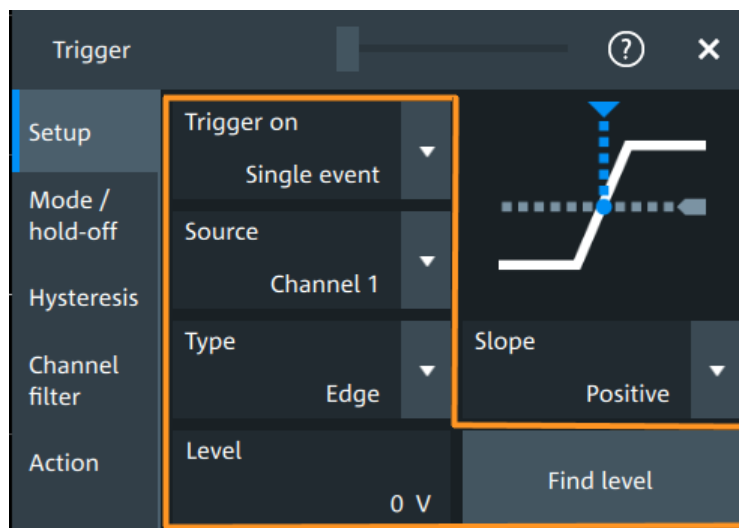 Trigger
?
Setup
Mode /
hold-off
Hysteresis
Channel
filter
Action
Trigger on
Single event
Source
Channel 1
Type
Edge
Slope
Positive
Level
0 V
Find level